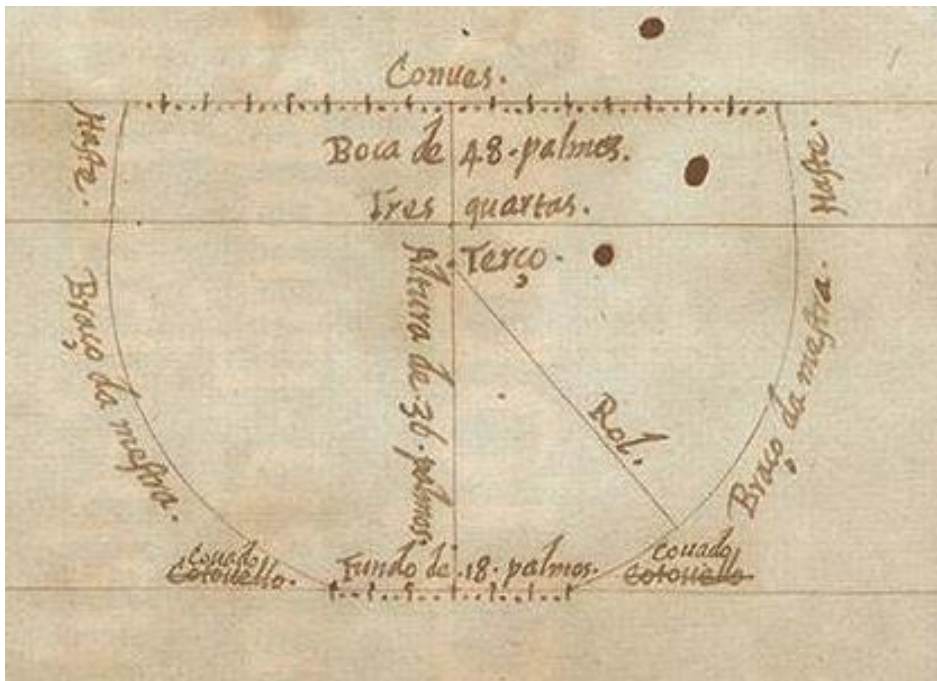 Conues.
Haste.
Boca de 48. palmos.
Haste.
tres quartas.
Terço.
Altura de 36. palmos.
Braço da mestra.
Rol.
Braço da mestra.
Couado
Cotouello.
Fundo de .18. palmos.
Couado
Cotouello